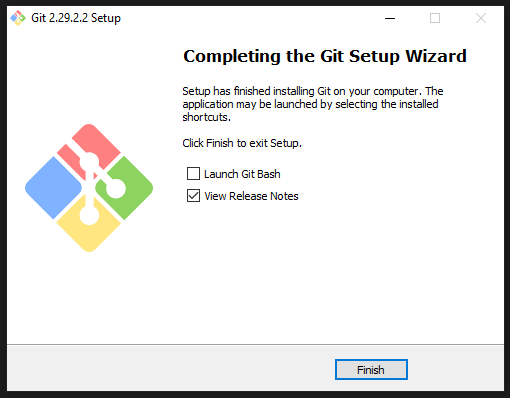 Git 2.29.2.2 Setup
Completing the Git Setup Wizard
Setup has finished installing Git on your computer. The
application may be launched by selecting the installed
shortcuts.
Click Finish to exit Setup.
Launch Git Bash
View Release Notes
Finish